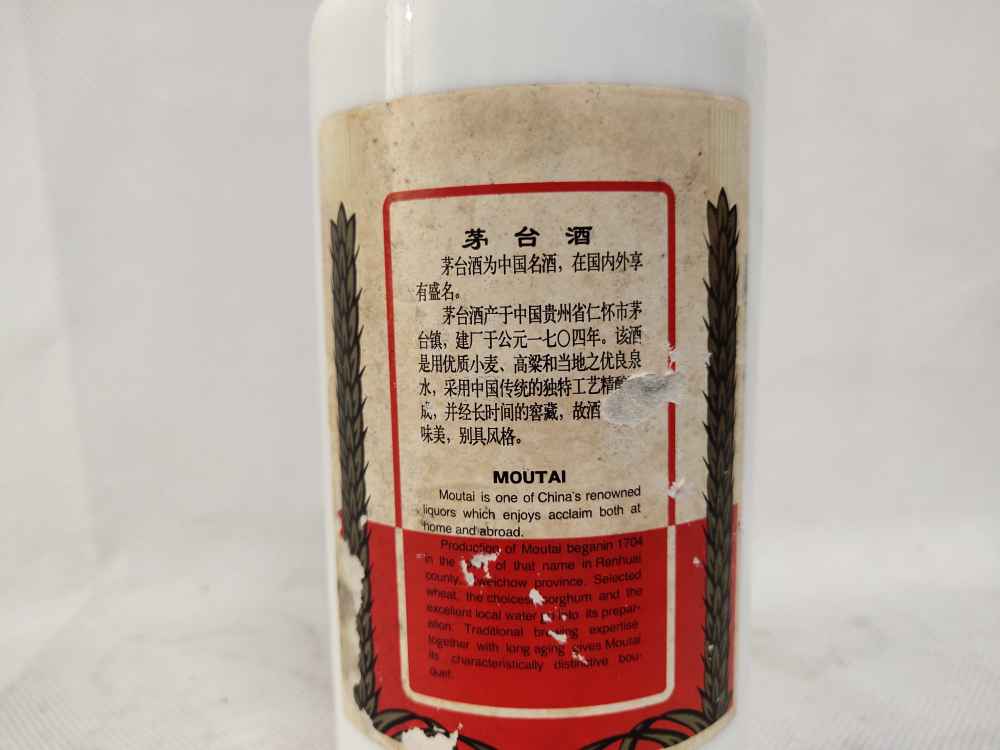 茅台酒
茅台酒为中国名酒，在国内外享
有盛名。
茅台酒产于中国贵州省仁怀市茅
台镇，建厂于公元一七〇四年。该酒
是用优质小麦、高粱和当地之优良泉
水，采用中国传统的独特工艺精
成，并经长时间的窖藏，故酒
味美，别具风格。
MOUTAI
Moutai is one of China's renowned
liquors which enjoys acclaim both at
home and abroad.
Production of Moutai beganin 1704
in the of that name in Renhuai
county, province. Selected
wheat, the sorghum and the
excellent local water into its prepar-
ation. Traditional brewing expertise
together with long aging gives Moutai
its characteristically distinctive bou-
quet.